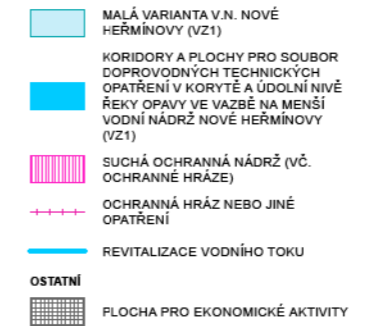 MALÁ VARIANTA V.N. NOVÉ
HEŘMÍNOVY (VZ1)
KORIDORY A PLOCHY PRO SOUBOR
DOPROVODNÝCH TECHNICKÝCH
OPATŘENÍ V KORYTĚ A ÚDOLNÍ NIVĚ
ŘEKY OPAVY VE VAZBĚ NA MENŠÍ
VODNÍ NÁDRŽ NOVÉ HEŘMÍNOVY
(VZ1)
SUCHÁ OCHRANNÁ NÁDRŽ (VČ.
OCHRANNÉ HRÁZE)
OCHRANNÁ HRÁZ NEBO JINÉ
OPATŘENÍ
REVITALIZACE VODNÍHO TOKU
OSTATNÍ
PLOCHA PRO EKONOMICKÉ AKTIVITY